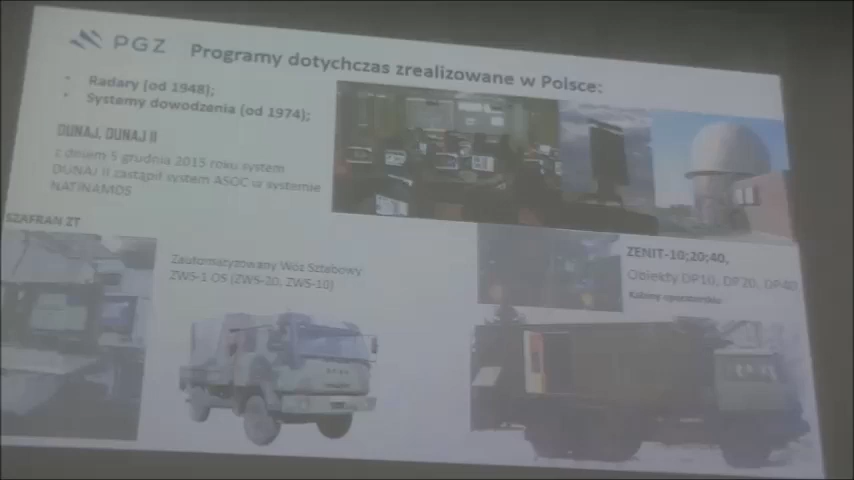 PGZ
Programy dotychczas zrealizowane w Polsce:
• Radary (od 1948);
• Systemy dowodzenia (od 1974);
DUNAJ, DUNAJ II
z dniem 5 grudnia 2015 roku system
DUNAJ II zastąpił system ASOC w systemie
NATINAMDS
SZAFRAN ZT
Zautomatyzowany Wóz Sztabowy
ZWS-1 OS (ZWS-20, ZWS-10)
ZENIT-10;20;40,
Obiekty DP10, DP20, DP40
Kabiny operatorskie